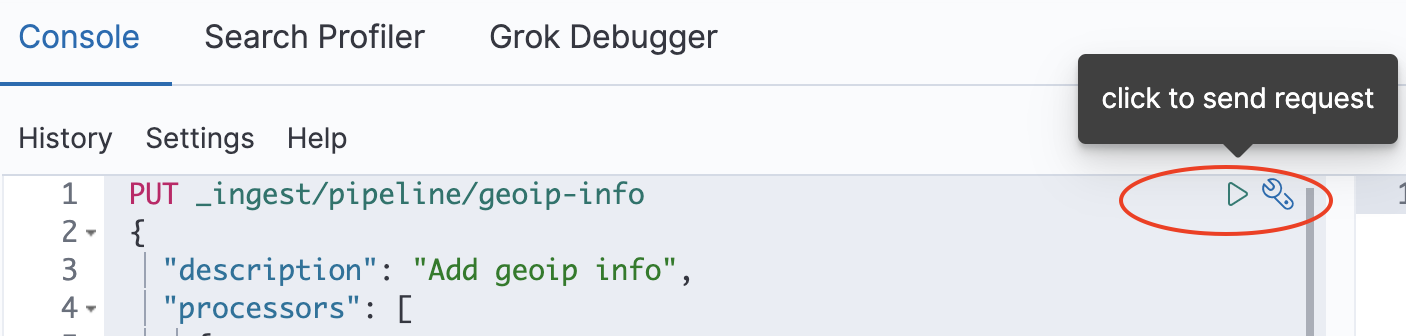 Console Search Profiler Grok Debugger
click to send request
History Settings Help
1 PUT _ingest/pipeline/geoip-info
2 {
3 "description": "Add geoip info",
4 "processors": [